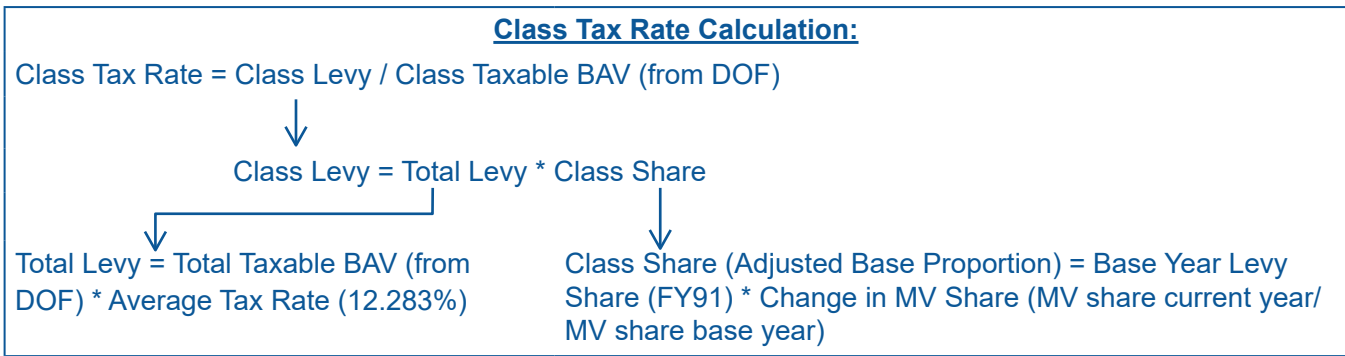 Class Tax Rate Calculation:
Class Tax Rate = Class Levy / Class Taxable BAV (from DOF)
Class Levy = Total Levy * Class Share
Total Levy = Total Taxable BAV (from
DOF) * Average Tax Rate (12.283%)
Class Share (Adjusted Base Proportion) = Base Year Levy
Share (FY91) * Change in MV Share (MV share current year/
MV share base year)